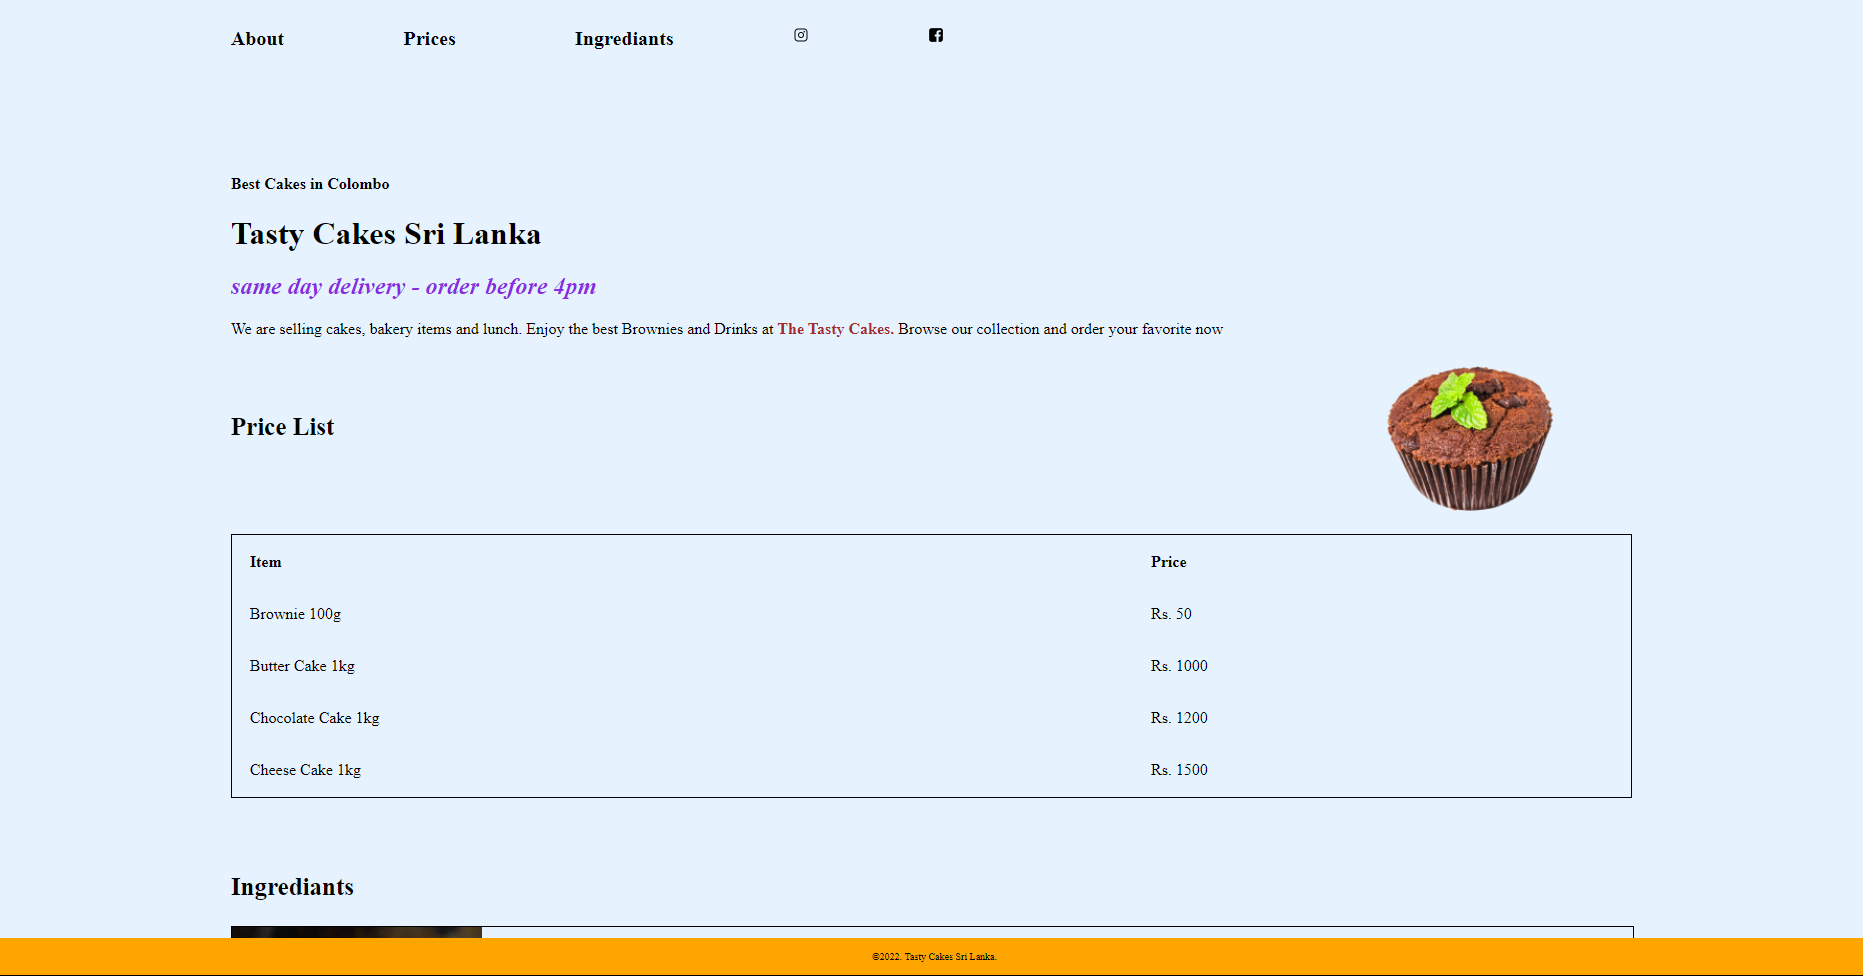 About Prices Ingrediants
Best Cakes in Colombo
Tasty Cakes Sri Lanka
same day delivery - order before 4pm
We are selling cakes, bakery items and lunch. Enjoy the best Brownies and Drinks at The Tasty Cakes. Browse our collection and order your favorite now
Price List
Item Price
Brownie 100g Rs. 50
Butter Cake 1kg Rs. 1000
Chocolate Cake 1kg Rs. 1200
Cheese Cake 1kg Rs. 1500
Ingrediants
©2022. Tasty Cakes Sri Lanka.